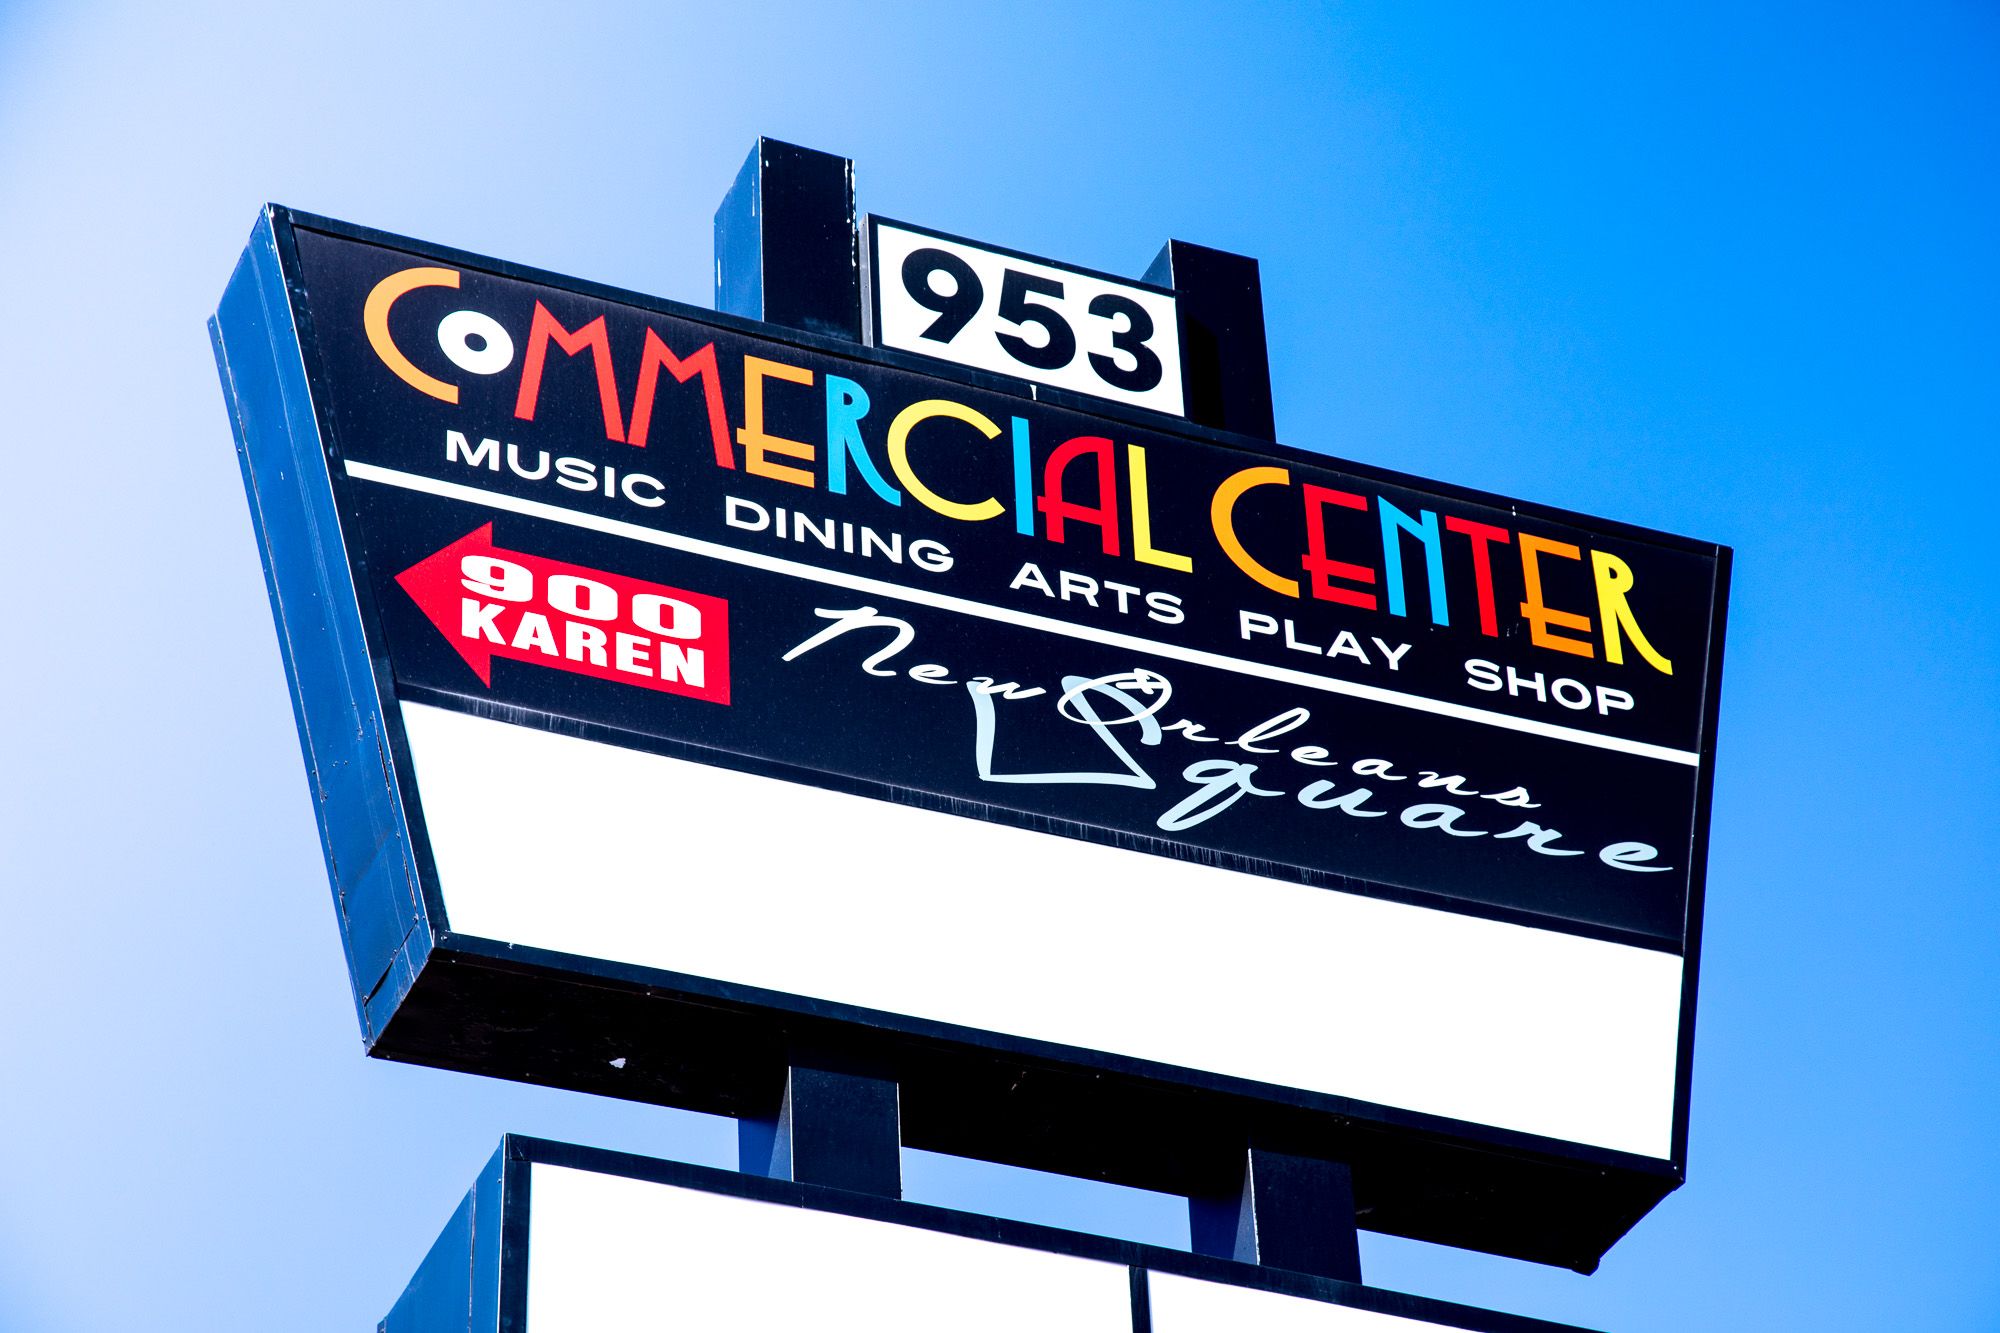 953
COMMERCIAL CENTER
MUSIC DINING ARTS PLAY SHOP
900
KAREN
New Orleans
Square